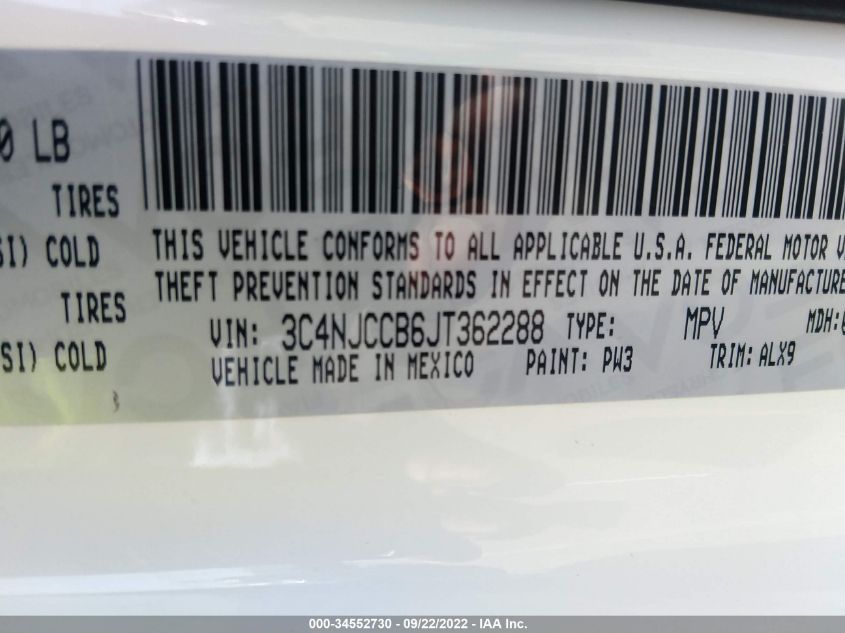 0 LB
TIRES
SI) COLD
TIRES
SI) COLD
THIS VEHICLE CONFORMS TO ALL APPLICABLE U.S.A. FEDERAL MOTOR V
THEFT PREVENTION STANDARDS IN EFFECT ON THE DATE OF MANUFACTURE
VIN: 3C4NJCCB6JT362288 TYPE: MPV MDH:
VEHICLE MADE IN MEXICO PAINT: PW3 TRIM: ALX9
000-34552730 - 09/22/2022 - IAA Inc.